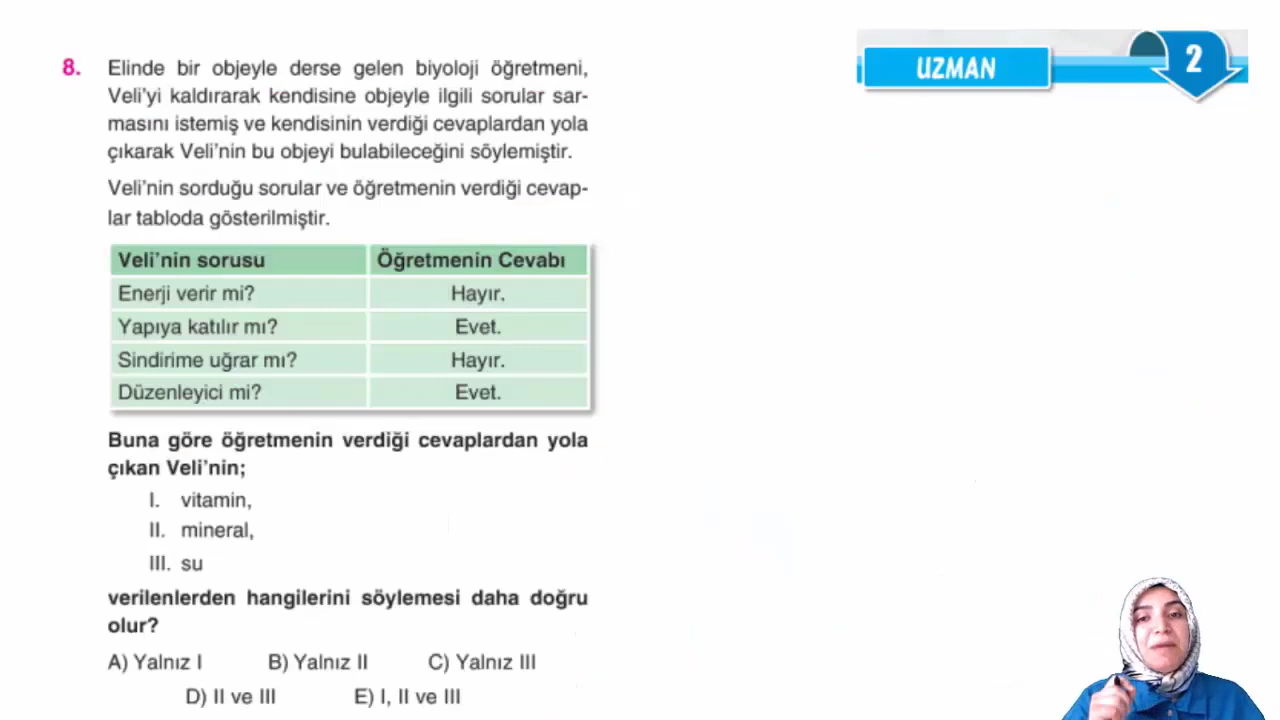 UZMAN
2
8. Elinde bir objeyle derse gelen biyoloji öğretmeni,
Veli'yi kaldırarak kendisine objeyle ilgili sorular sar-
masını istemiş ve kendisinin verdiği cevaplardan yola
çıkarak Veli'nin bu objeyi bulabileceğini söylemiştir.
Veli'nin sorduğu sorular ve öğretmenin verdiği cevap-
lar tabloda gösterilmiştir.
Veli'nin sorusu Öğretmenin Cevabı
Enerji verir mi? Hayır.
Yapıya katılır mı? Evet.
Sindirime uğrar mı? Hayır.
Düzenleyici mi? Evet.
Buna göre öğretmenin verdiği cevaplardan yola
çıkan Veli'nin;
I. vitamin,
II. mineral,
III. su
verilenlerden hangilerini söylemesi daha doğru
olur?
A) Yalnız I B) Yalnız II C) Yalnız III
D) II ve III E) I, II ve III